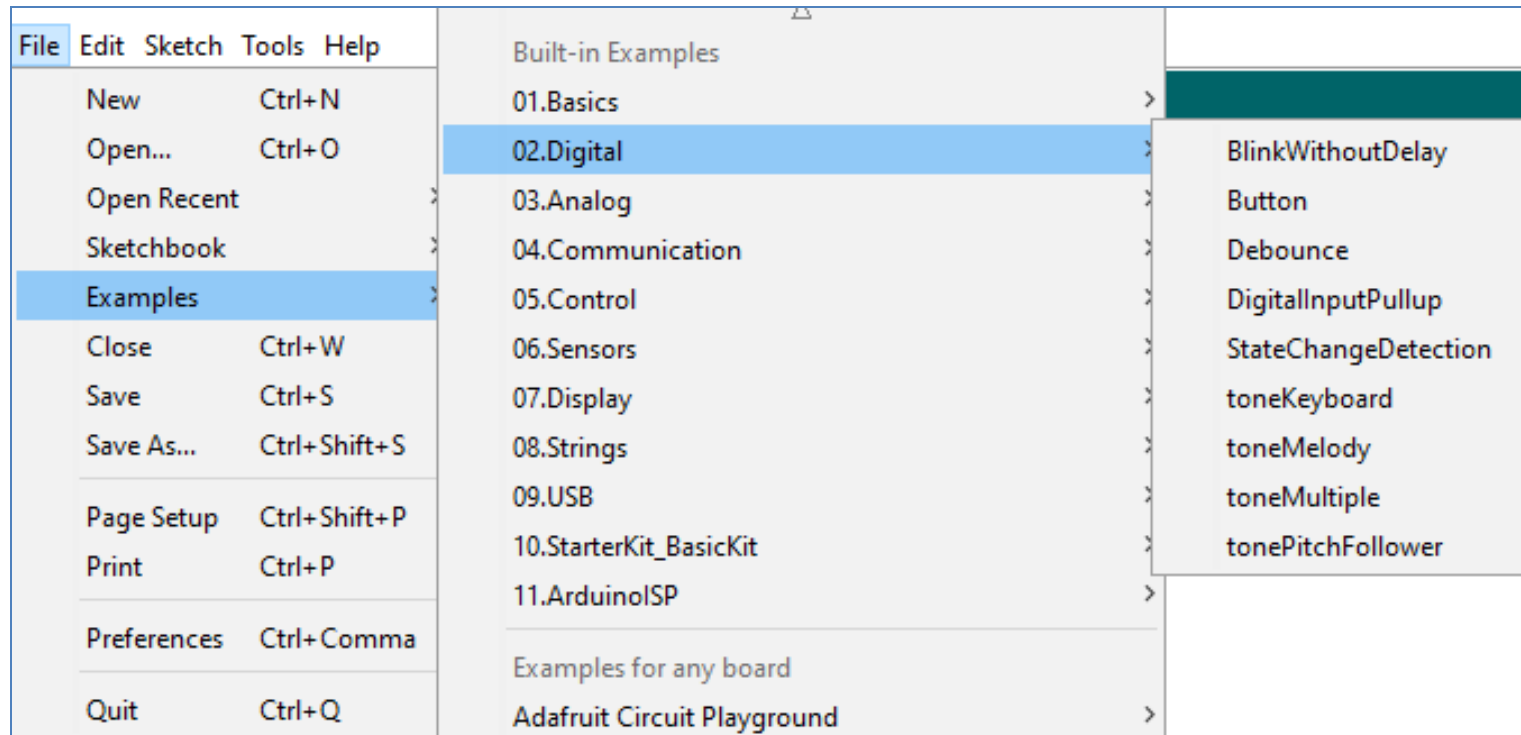 File Edit Sketch Tools Help
New Ctrl+N
Open... Ctrl+O
Open Recent
Sketchbook
Examples
Close Ctrl+W
Save Ctrl+S
Save As... Ctrl+Shift+S
Page Setup Ctrl+Shift+P
Print Ctrl+P
Preferences Ctrl+Comma
Quit Ctrl+Q
Built-in Examples
01.Basics
02.Digital
03.Analog
04.Communication
05.Control
06.Sensors
07.Display
08.Strings
09.USB
10.StarterKit_BasicKit
11.ArduinoISP
Examples for any board
Adafruit Circuit Playground
BlinkWithoutDelay
Button
Debounce
DigitalInputPullup
StateChangeDetection
toneKeyboard
toneMelody
toneMultiple
tonePitchFollower